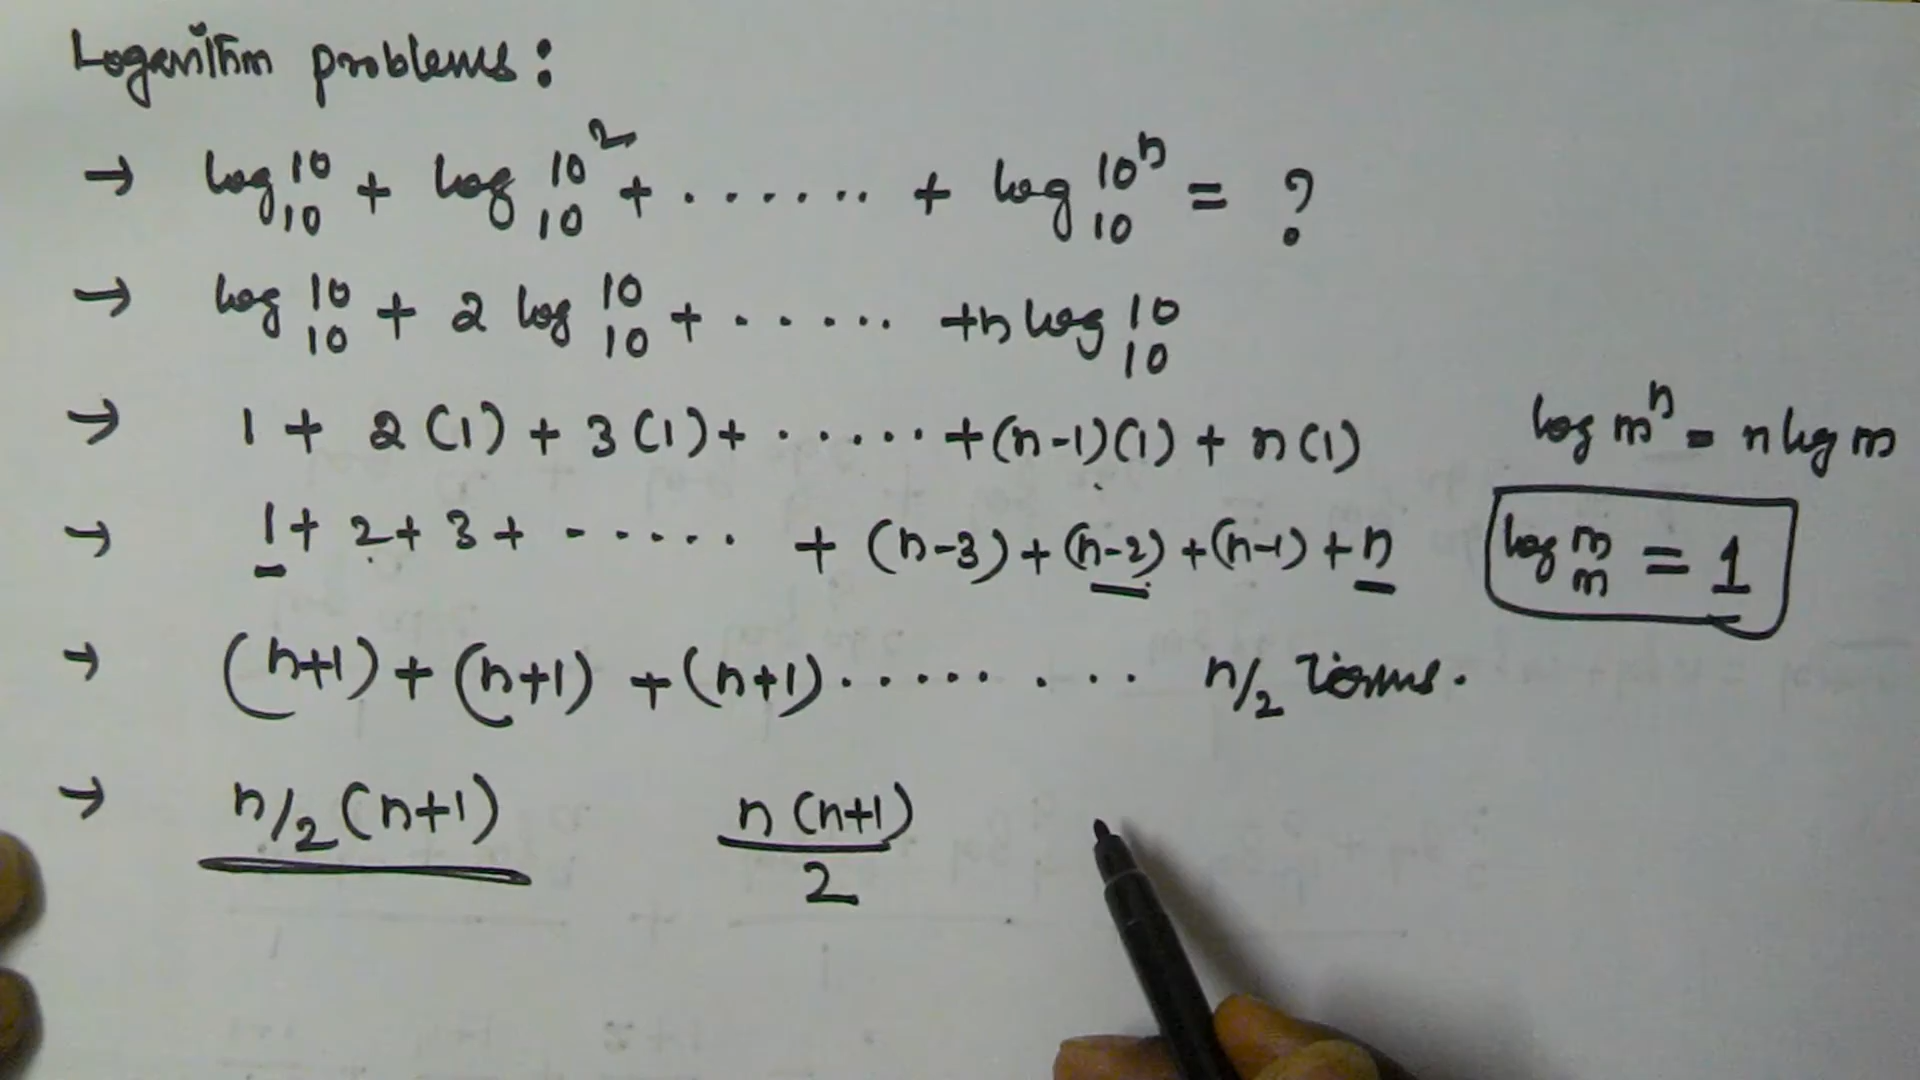 Logarithm problems:
→ log₁₀ 10 + log₁₀ 10² + ...... + log₁₀ 10ⁿ = ?
→ log₁₀ 10 + 2 log₁₀ 10 + ...... + n log₁₀ 10
→ 1 + 2(1) + 3(1) + ...... + (n-1)(1) + n(1)
log mⁿ = n log m
→ 1 + 2 + 3 + ...... + (n-3) + (n-2) + (n-1) + n
logₘ m = 1
→ (n+1) + (n+1) + (n+1) ......... n/2 terms.
→ n/2 (n+1) n(n+1)/2